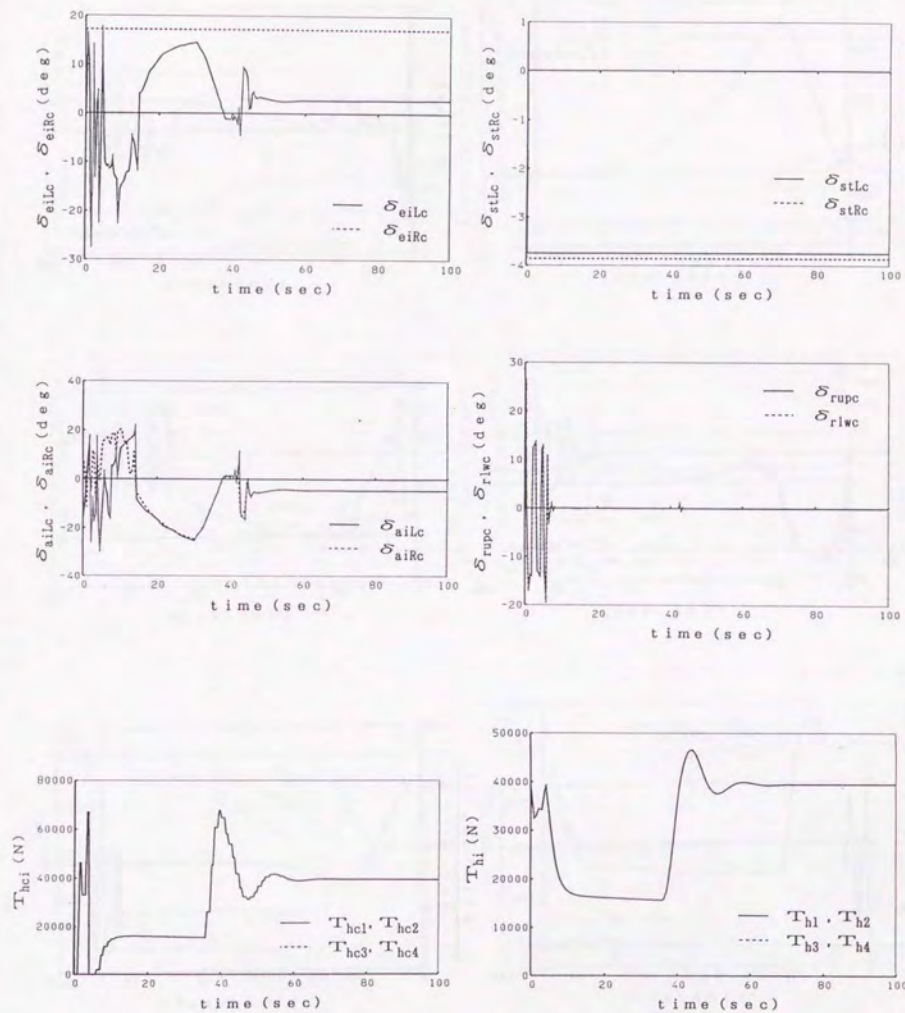 20
10
0
-10
-20
-30
δeiLc , δeiRc (deg)
δeiLc
δeiRc
0 20 40 60 80 100
time (sec)
1
0
-1
-2
-3
-4
δstLc , δstRc (deg)
δstLc
δstRc
0 20 40 60 80 100
time (sec)
40
20
0
-20
-40
δaiLc , δaiRc (deg)
δaiLc
δaiRc
0 20 40 60 80 100
time (sec)
30
20
10
0
-10
-20
δrupc , δrlwc (deg)
δrupc
δrlwc
0 20 40 60 80 100
time (sec)
80000
60000
40000
20000
0
Thci (N)
Thc1, Thc2
Thc3, Thc4
0 20 40 60 80 100
time (sec)
50000
40000
30000
20000
10000
0
Thi (N)
Th1 , Th2
Th3 , Th4
0 20 40 60 80 100
time (sec)